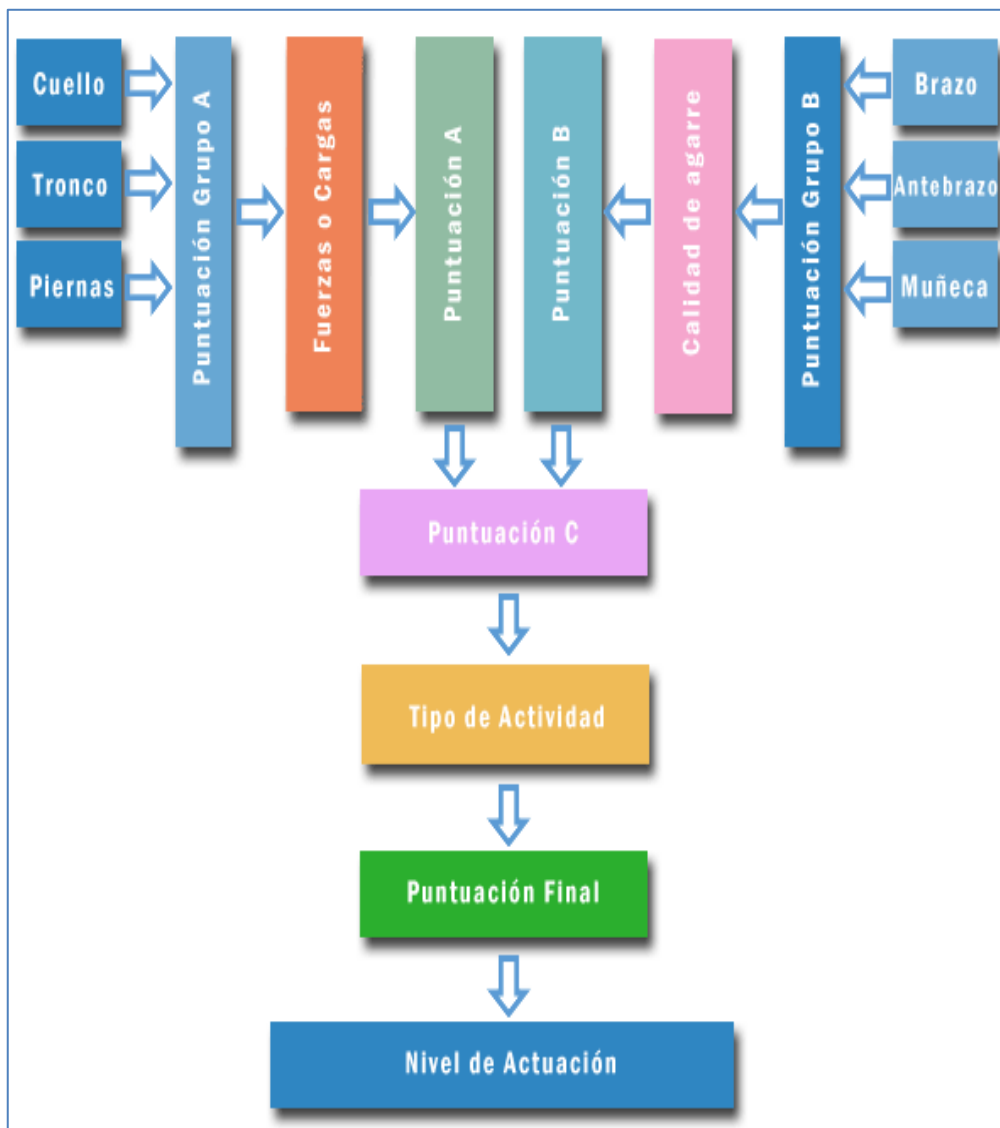 Cuello
Tronco
Piernas
Puntuación Grupo A
Fuerzas o Cargas
Puntuación A
Puntuación B
Calidad de agarre
Puntuación Grupo B
Brazo
Antebrazo
Muñeca
Puntuación C
Tipo de Actividad
Puntuación Final
Nivel de Actuación